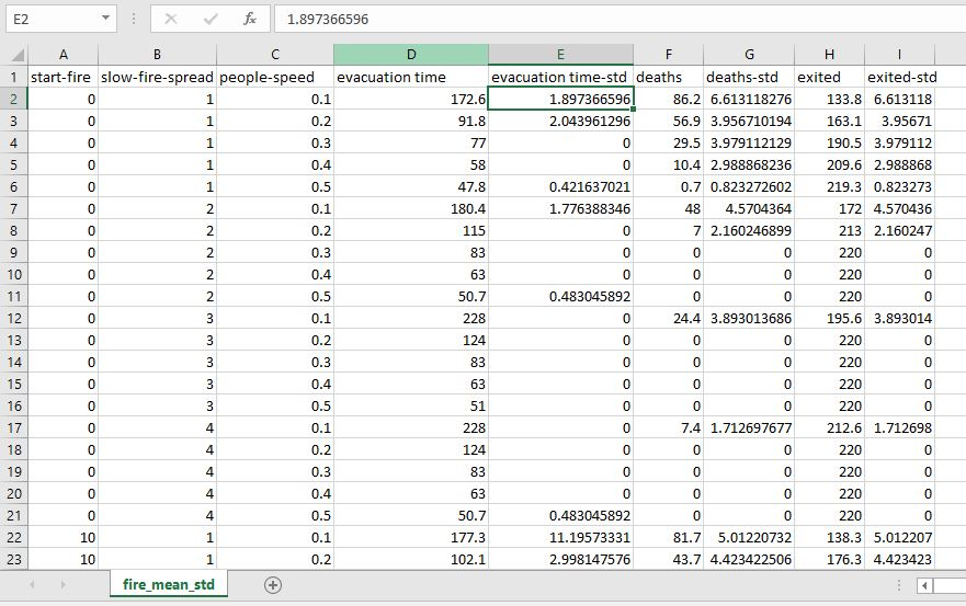 E2 fx 1.897366596
A B C D E F G H I
1 start-fire slow-fire-spread people-speed evacuation time evacuation time-std deaths deaths-std exited exited-std
2 0 1 0.1 172.6 1.897366596 86.2 6.613118276 133.8 6.613118
3 0 1 0.2 91.8 2.043961296 56.9 3.956710194 163.1 3.95671
4 0 1 0.3 77 0 29.5 3.979112129 190.5 3.979112
5 0 1 0.4 58 0 10.4 2.988868236 209.6 2.988868
6 0 1 0.5 47.8 0.421637021 0.7 0.823272602 219.3 0.823273
7 0 2 0.1 180.4 1.776388346 48 4.5704364 172 4.570436
8 0 2 0.2 115 0 7 2.160246899 213 2.160247
9 0 2 0.3 83 0 0 0 220 0
10 0 2 0.4 63 0 0 0 220 0
11 0 2 0.5 50.7 0.483045892 0 0 220 0
12 0 3 0.1 228 0 24.4 3.893013686 195.6 3.893014
13 0 3 0.2 124 0 0 0 220 0
14 0 3 0.3 83 0 0 0 220 0
15 0 3 0.4 63 0 0 0 220 0
16 0 3 0.5 51 0 0 0 220 0
17 0 4 0.1 228 0 7.4 1.712697677 212.6 1.712698
18 0 4 0.2 124 0 0 0 220 0
19 0 4 0.3 83 0 0 0 220 0
20 0 4 0.4 63 0 0 0 220 0
21 0 4 0.5 50.7 0.483045892 0 0 220 0
22 10 1 0.1 177.3 11.19573331 81.7 5.01220732 138.3 5.012207
23 10 1 0.2 102.1 2.998147576 43.7 4.423422506 176.3 4.423423
fire_mean_std